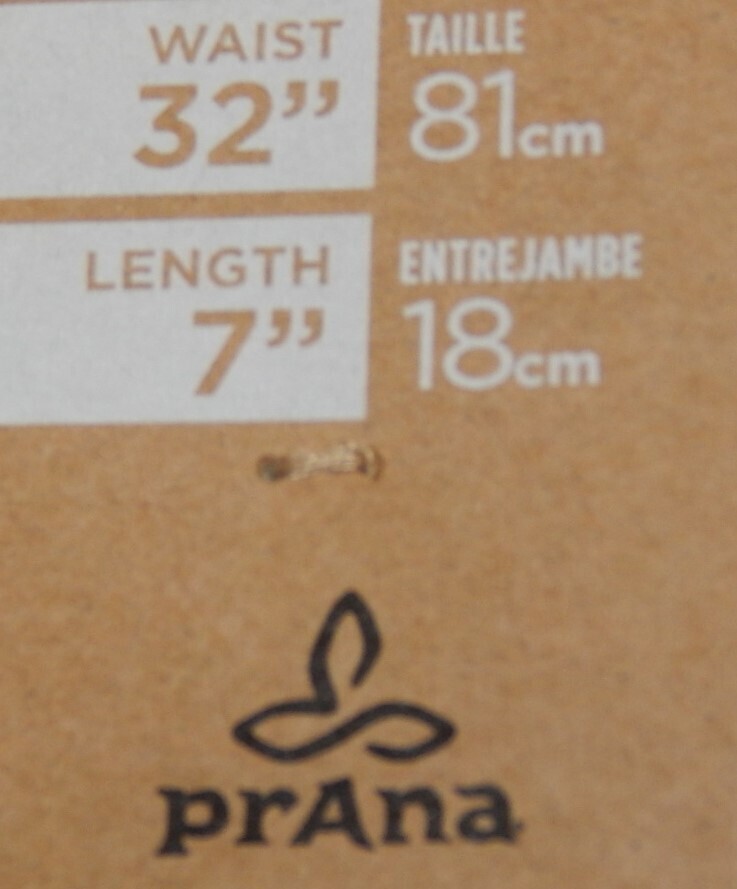 WAIST
32”
TAILLE
81cm
LENGTH
7”
ENTREJAMBE
18cm
prAna